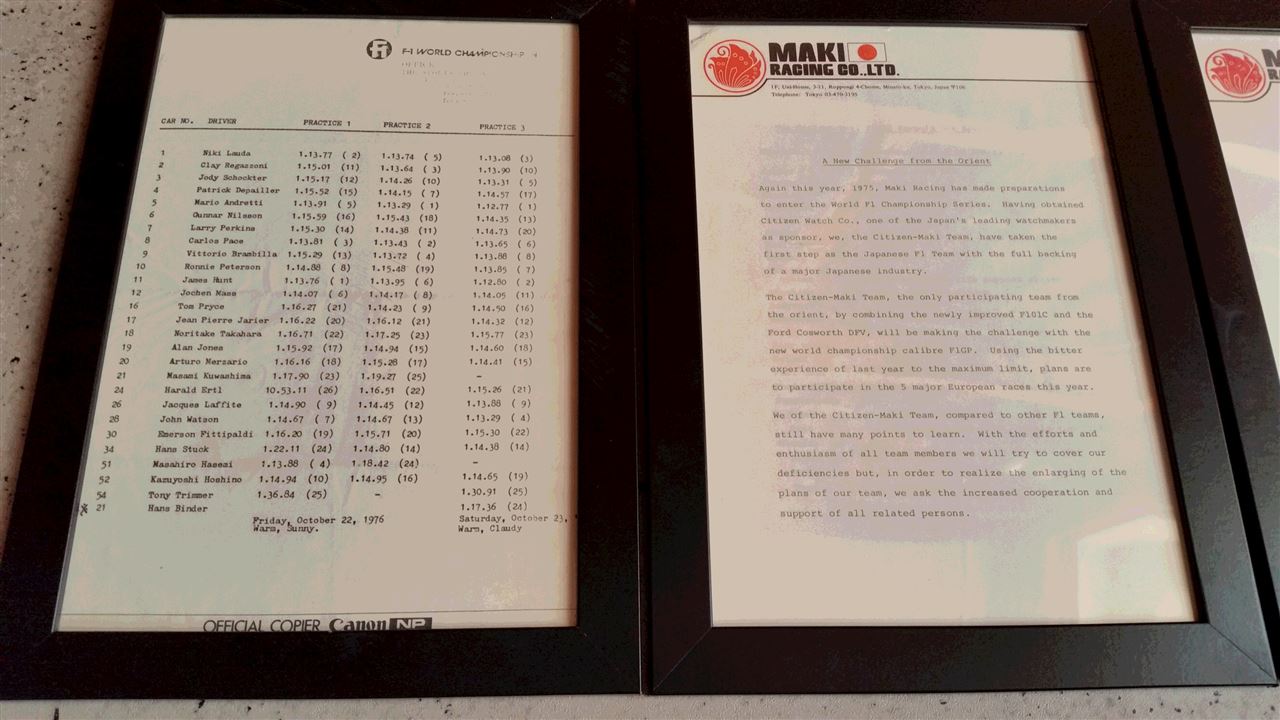 F-1 WORLD CHAMPIONSHIP IN
OFFICE
CAR NO. DRIVER PRACTICE 1 PRACTICE 2 PRACTICE 3
1 Niki Lauda 1.13.77 ( 2) 1.13.74 ( 5) 1.13.08 (3)
2 Clay Regazzoni 1.15.01 (11) 1.13.64 ( 3) 1.13.90 (10)
3 Jody Schockter 1.15.17 (12) 1.14.26 (10) 1.13.31 ( 5)
4 Patrick Depailler 1.15.52 (15) 1.14.15 ( 7) 1.14.57 (17)
5 Mario Andretti 1.13.91 ( 5) 1.13.29 ( 1) 1.12.77 ( 1)
6 Gunnar Nilsson 1.15.59 (16) 1.15.43 (18) 1.14.35 (13)
7 Larry Perkins 1.15.30 (14) 1.14.38 (11) 1.14.73 (20)
8 Carlos Pace 1.13.81 ( 3) 1.13.43 ( 2) 1.13.65 ( 6)
9 Vittorio Brambilla 1.15.29 (13) 1.13.72 ( 4) 1.13.88 ( 8)
10 Ronnie Peterson 1.14.88 ( 8) 1.15.48 (19) 1.13.85 ( 7)
11 James Hunt 1.13.76 ( 1) 1.13.95 ( 6) 1.12.80 ( 2)
12 Jochen Mass 1.14.07 ( 6) 1.14.17 ( 8) 1.14.05 (11)
16 Tom Pryce 1.16.27 (21) 1.14.23 ( 9) 1.14.50 (16)
17 Jean Pierre Jarier 1.16.22 (20) 1.16.12 (21) 1.14.32 (12)
18 Noritake Takahara 1.16.71 (22) 1.17.25 (23) 1.15.77 (23)
19 Alan Jones 1.15.92 (17) 1.14.94 (15) 1.14.60 (18)
20 Arturo Merzario 1.16.16 (18) 1.15.28 (17) 1.14.41 (15)
21 Masami Kuwashima 1.17.90 (23) 1.19.27 (25) -
24 Harald Ertl 10.53.11 (26) 1.16.51 (22) 1.15.26 (21)
26 Jacques Laffite 1.14.90 ( 9) 1.14.45 (12) 1.13.88 ( 9)
28 John Watson 1.14.67 ( 7) 1.14.67 (13) 1.13.29 ( 4)
30 Emerson Fittipaldi 1.16.20 (19) 1.15.71 (20) 1.15.30 (22)
34 Hans Stuck 1.22.11 (24) 1.14.80 (14) 1.14.38 (14)
51 Masahiro Hasemi 1.13.88 ( 4) 1.18.42 (24) -
52 Kazuyoshi Hoshino 1.14.94 (10) 1.14.95 (16) 1.14.65 (19)
54 Tony Trimmer 1.36.84 (25) - 1.30.91 (25)
* 21 Hans Binder 1.17.36 (24)
Friday, October 22, 1976 Saturday, October 23,
Warm, Sunny. Warm, Claudy
OFFICIAL COPIER Canon NP
MAKI
RACING CO.,LTD.
1F, Uni-House, 3-11, Roppongi 4-Chome, Minato-ku, Tokyo, Japan 〒106
Telephone: Tokyo 03-479-3195
A New Challenge from the Orient
Again this year, 1975, Maki Racing has made preparations
to enter the World F1 Championship Series. Having obtained
Citizen Watch Co., one of the Japan's leading watchmakers
as sponsor, we, the Citizen-Maki Team, have taken the
first step as the Japanese F1 Team with the full backing
of a major Japanese industry.
The Citizen-Maki Team, the only participating team from
the orient, by combining the newly improved F101C and the
Ford Cosworth DFV, will be making the challenge with the
new world championship calibre F1GP. Using the bitter
experience of last year to the maximum limit, plans are
to participate in the 5 major European races this year.
We of the Citizen-Maki Team, compared to other F1 teams,
still have many points to learn. With the efforts and
enthusiasm of all team members we will try to cover our
deficiencies but, in order to realize the enlarging of the
plans of our team, we ask the increased cooperation and
support of all related persons.